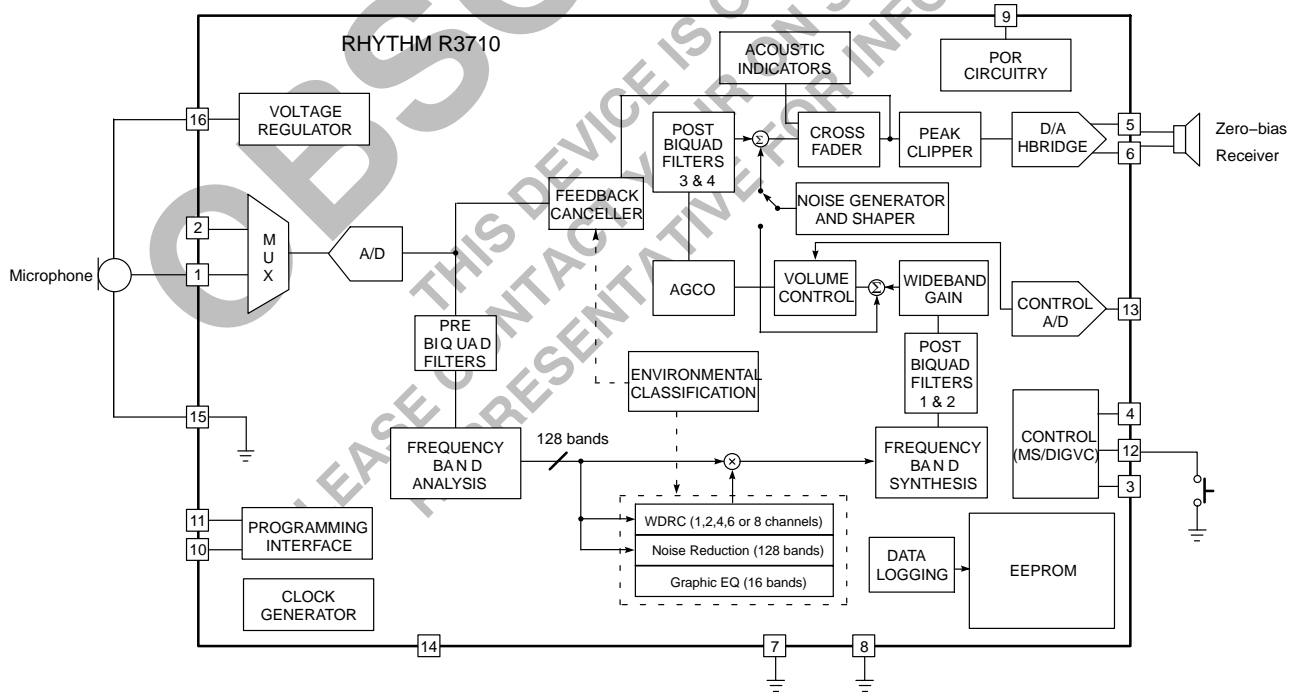 RHYTHM R3710
9
POR
CIRCUITRY
ACOUSTIC
INDICATORS
16
VOLTAGE
REGULATOR
POST
BIQUAD
FILTERS
3 & 4
Σ
CROSS
FADER
PEAK
CLIPPER
D/A
HBRIDGE
5
6
Zero–bias
Receiver
FEEDBACK
CANCELLER
NOISE GENERATOR
AND SHAPER
2
1
M
U
X
A/D
Microphone
AGCO
VOLUME
CONTROL
Σ
WIDEBAND
GAIN
CONTROL
A/D
13
PRE
BIQUAD
FILTERS
ENVIRONMENTAL
CLASSIFICATION
POST
BIQUAD
FILTERS
1 & 2
15
FREQUENCY
BAND
ANALYSIS
128 bands
×
FREQUENCY
BAND
SYNTHESIS
CONTROL
(MS/DIGVC)
4
12
3
11
10
PROGRAMMING
INTERFACE
WDRC (1,2,4,6 or 8 channels)
Noise Reduction (128 bands)
Graphic EQ (16 bands)
DATA
LOGGING
EEPROM
CLOCK
GENERATOR
14
7
8
OBSO
THIS DEVICE IS
LEASE CONTACT YOUR ON S
REPRESENTATIVE FOR INFO